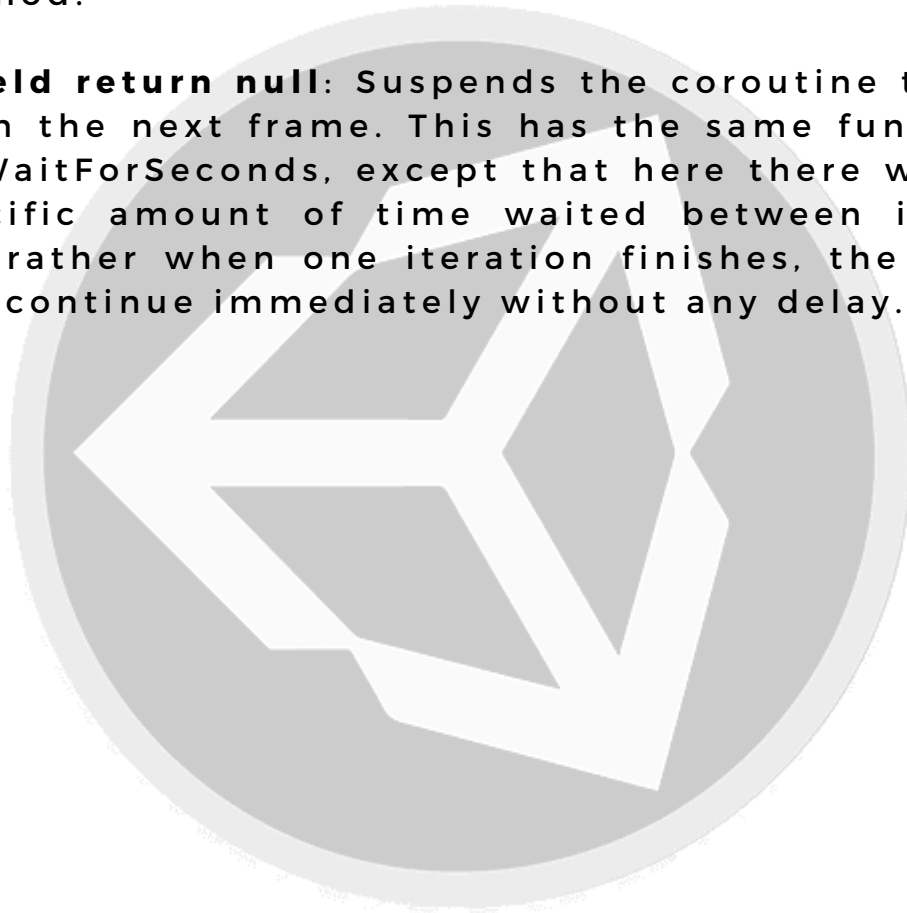 eld return null: Suspends the coroutine t
the next frame. This has the same fun
WaitForSeconds, except that here there w
cific amount of time waited between i
rather when one iteration finishes, the
continue immediately without any delay.